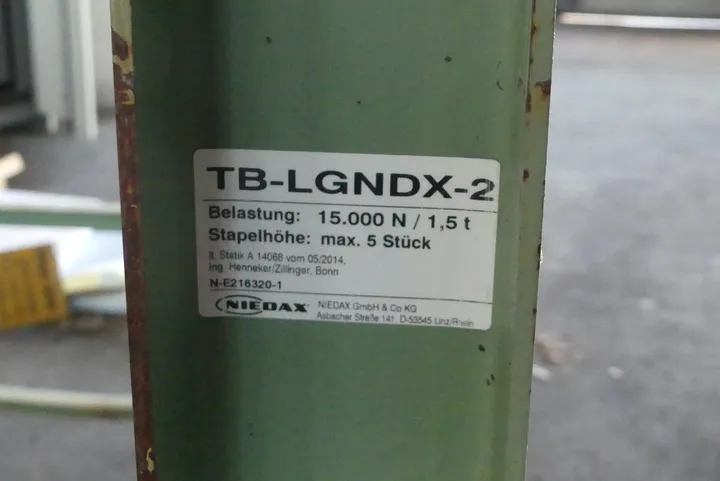 TB-LGNDX-2
Belastung: 15.000 N / 1,5 t
Stapelhöhe: max. 5 Stück
lt. Statik A 14068 vom 05/2014,
Ing. Henneker/Zillinger, Bonn
N-E216320-1
NIEDAX NIEDAX GmbH & Co KG
Asbacher Straße 141 D-53545 Linz/Rhein